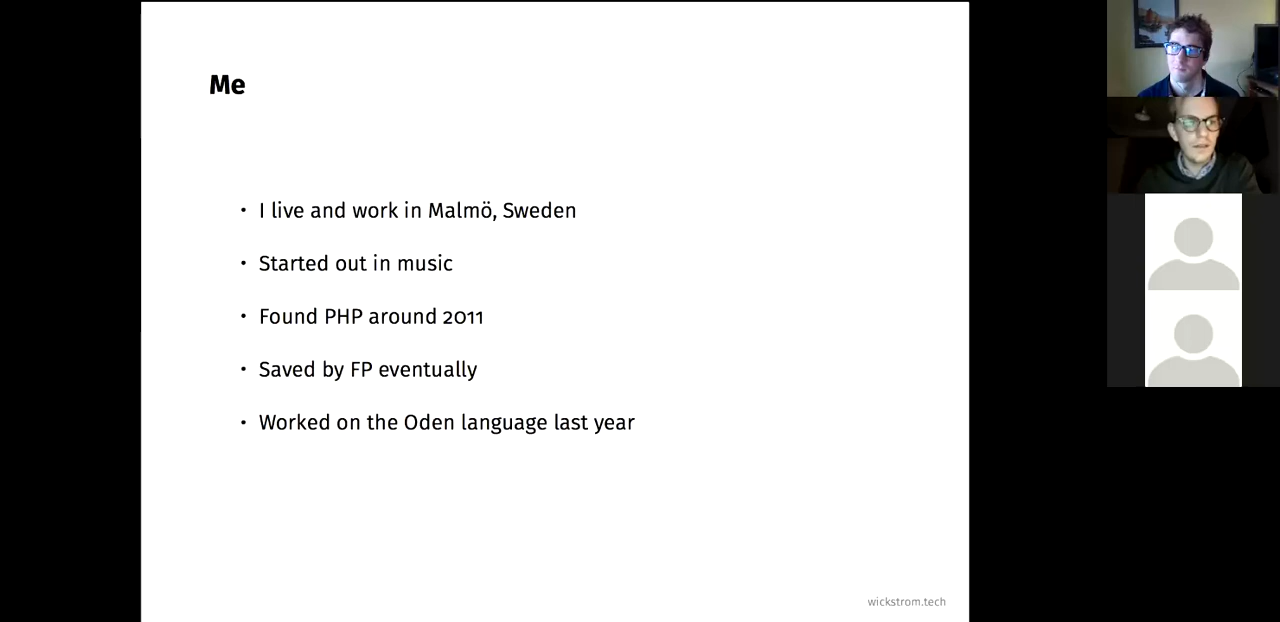 Me
• I live and work in Malmö, Sweden
• Started out in music
• Found PHP around 2011
• Saved by FP eventually
• Worked on the Oden language last year
wickstrom.tech